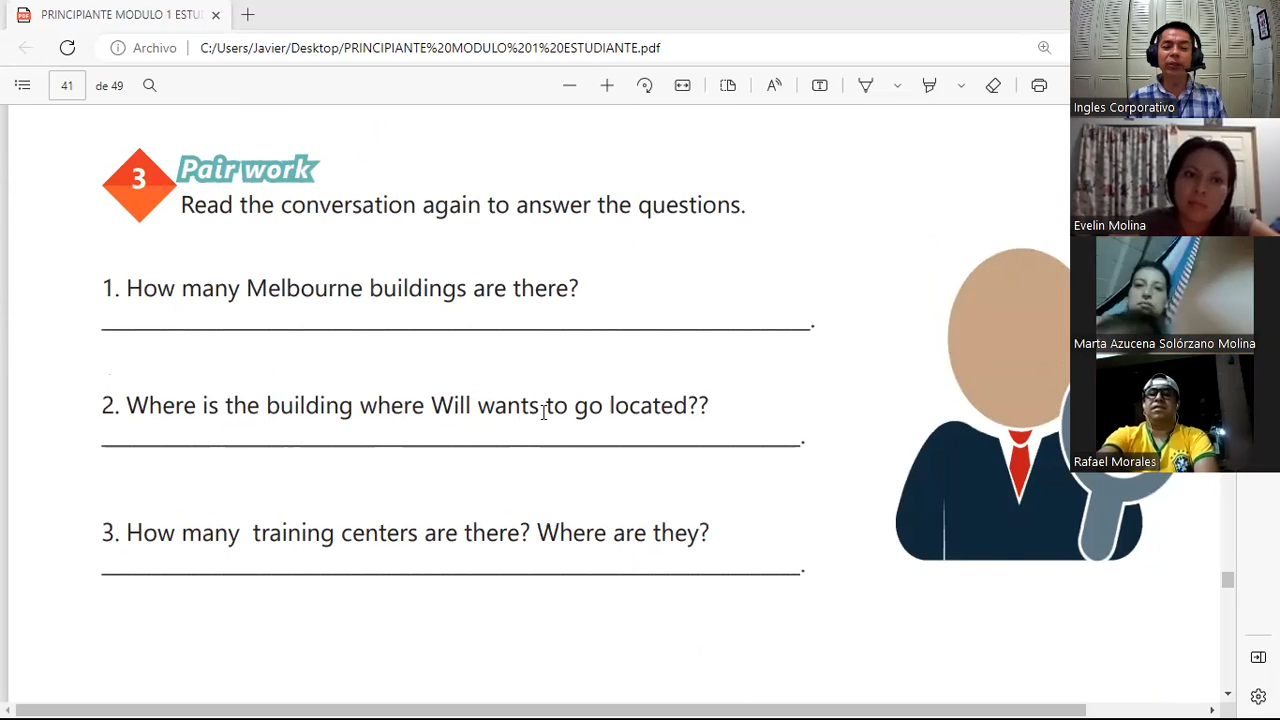 PRINCIPIANTE MODULO 1 ESTU
Archivo
C:/Users/Javier/Desktop/PRINCIPIANTE%20MODULO%201%20ESTUDIANTE.pdf
41 de 49
3
Pair work
Read the conversation again to answer the questions.
1. How many Melbourne buildings are there?
2. Where is the building where Will wants to go located??
3. How many training centers are there? Where are they?
Ingles Corporativo
Evelin Molina
Marta Azucena Solórzano Molina
Rafael Morales